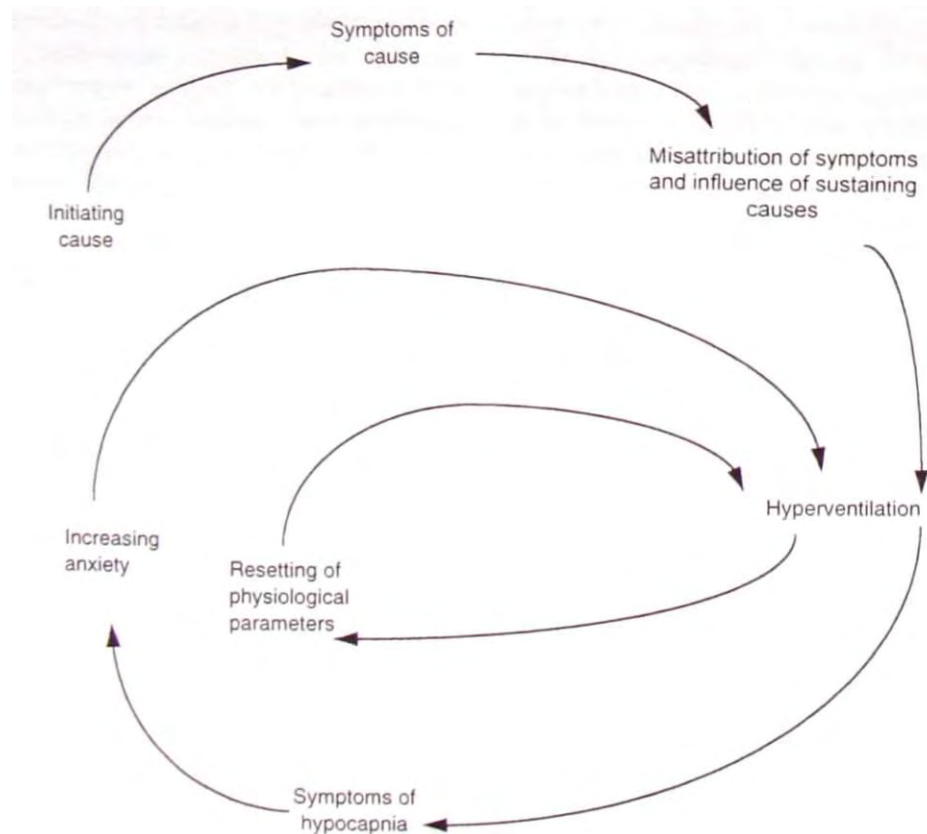 Symptoms of
cause
Misattribution of symptoms
and influence of sustaining
causes
Initiating
cause
Hyperventilation
Increasing
anxiety
Resetting of
physiological
parameters
Symptoms of
hypocapnia